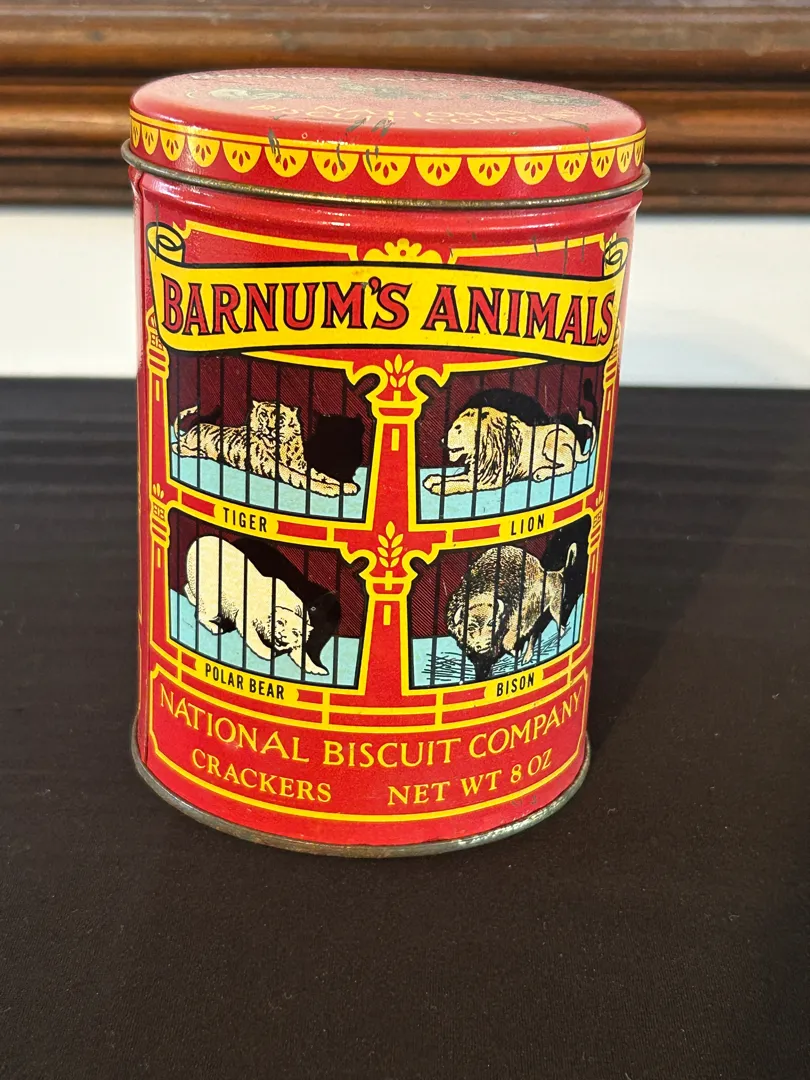 BARNUM'S ANIMALS
TIGER
LION
POLAR BEAR
BISON
NATIONAL BISCUIT COMPANY
CRACKERS NET WT 8 OZ